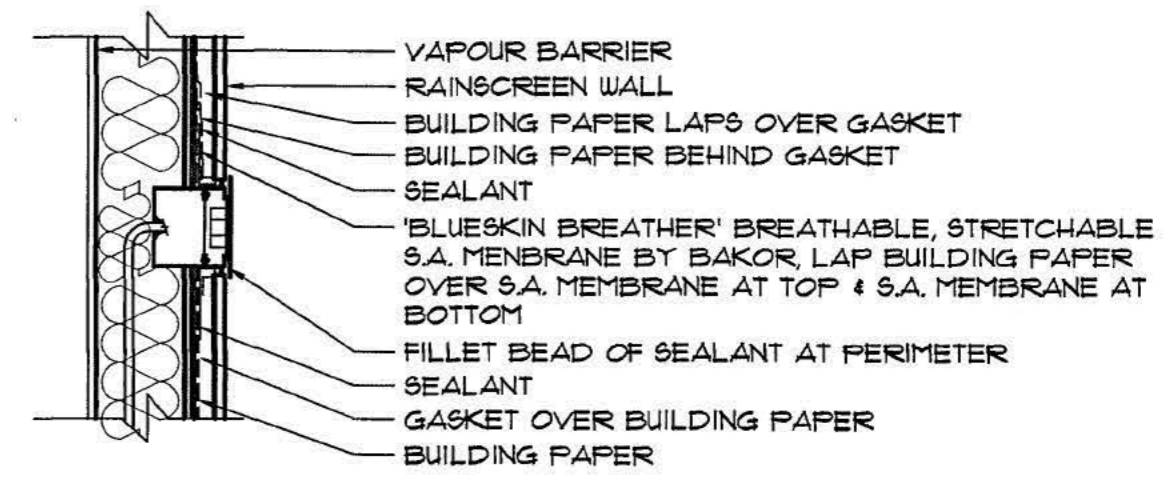 VAPOUR BARRIER
RAINSCREEN WALL
BUILDING PAPER LAPS OVER GASKET
BUILDING PAPER BEHIND GASKET
SEALANT
'BLUESKIN BREATHER' BREATHABLE, STRETCHABLE
S.A. MENBRANE BY BAKOR, LAP BUILDING PAPER
OVER S.A. MEMBRANE AT TOP & S.A. MEMBRANE AT
BOTTOM
FILLET BEAD OF SEALANT AT PERIMETER
SEALANT
GASKET OVER BUILDING PAPER
BUILDING PAPER